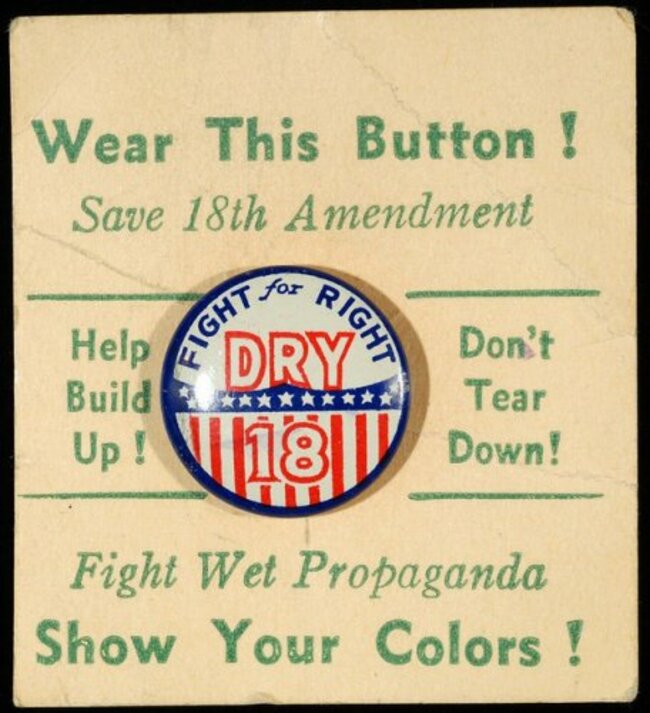 Wear This Button !
Save 18th Amendment
Help
Build
Up !
FIGHT for RIGHT
DRY
18
Don't
Tear
Down!
Fight Wet Propaganda
Show Your Colors !